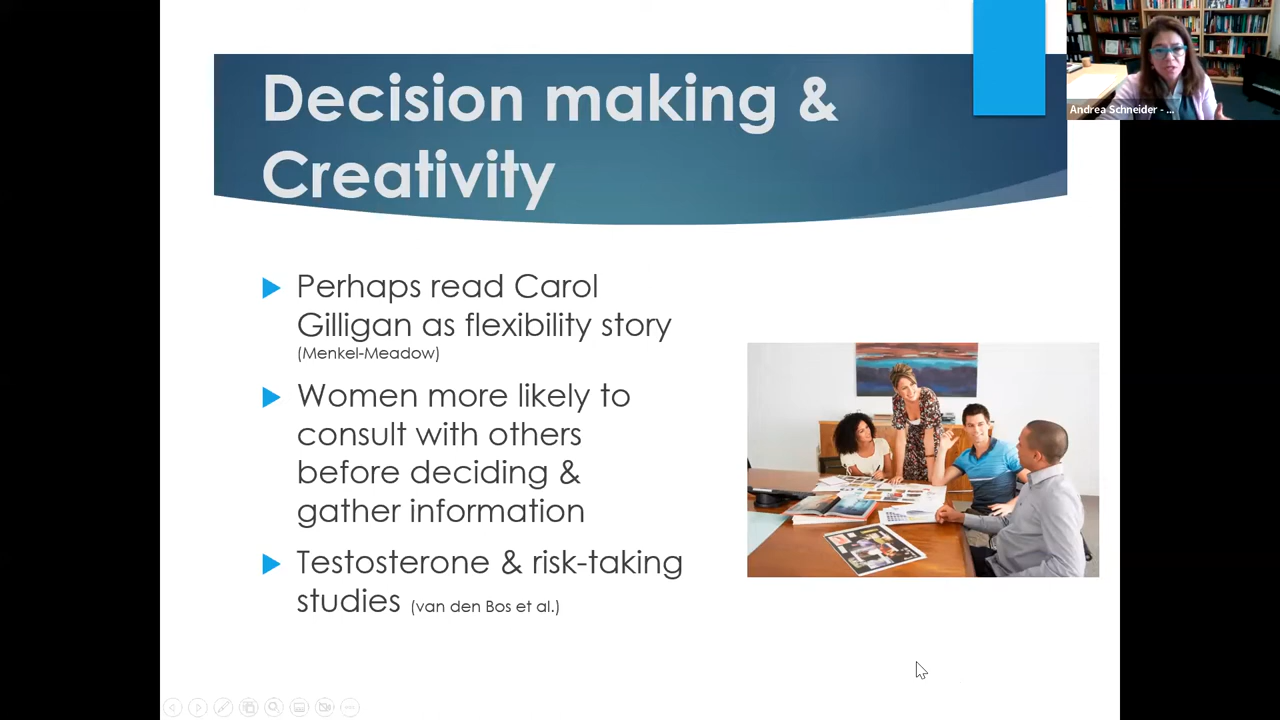 Decision making &
Creativity
Andrea Schneider - ...
Perhaps read Carol
Gilligan as flexibility story
(Menkel-Meadow)
Women more likely to
consult with others
before deciding &
gather information
Testosterone & risk-taking
studies (van den Bos et al.)